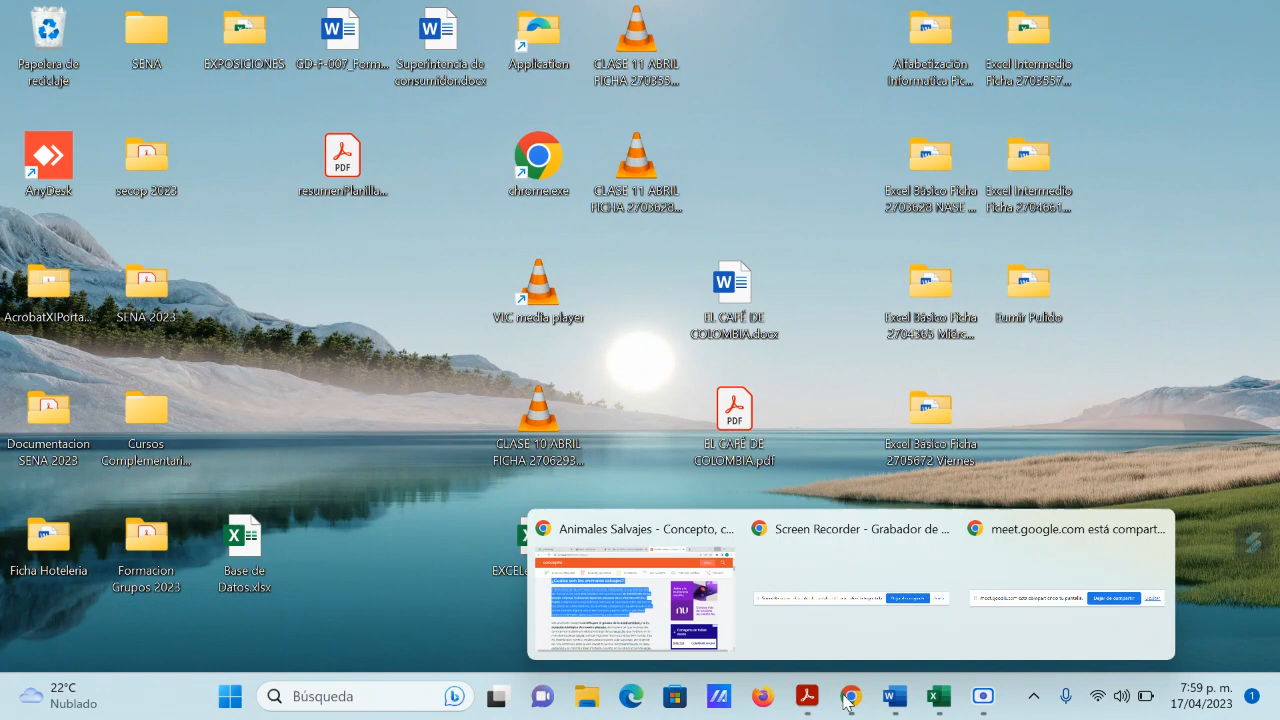 Papelera de
reciclaje
SENA
EXPOSICIONES
GD-F-007_Form...
Superintencia de
consumidor.docx
Application
CLASE 11 ABRIL
FICHA 270355...
Alfabetización
Informatica Fic...
Excel Intermedio
Ficha 2703557...
AnyDesk
secop 2023
PDF
resumenPlanilla...
chrome.exe
CLASE 11 ABRIL
FICHA 2703628...
Excel Básico Ficha
2703628 NASE ...
Excel Intermedio
Ficha 2704661...
AcrobatXIPorta...
SENA 2023
VLC media player
EL CAFÉ DE
COLOMBIA.docx
Excel Básico Ficha
2704305 Miérc...
Eumir Pulido
Documentacion
SENA 2023
Cursos
Complementari...
CLASE 10 ABRIL
FICHA 2706293...
PDF
EL CAFÉ DE
COLOMBIA.pdf
Excel Basico Ficha
2705672 Viernes
Ficha Hoteleria
Formacion
Grupos2023
Base de
Datos.xlsx
Animales Salvajes - Concepto, c...
Screen Recorder - Grabador de ...
meet.google.com está compart...
¿Cuáles son los animales salvajes?
Dejar de compartir
22°C
Nublado
Búsqueda
7:59 p. m.
17/04/2023
1